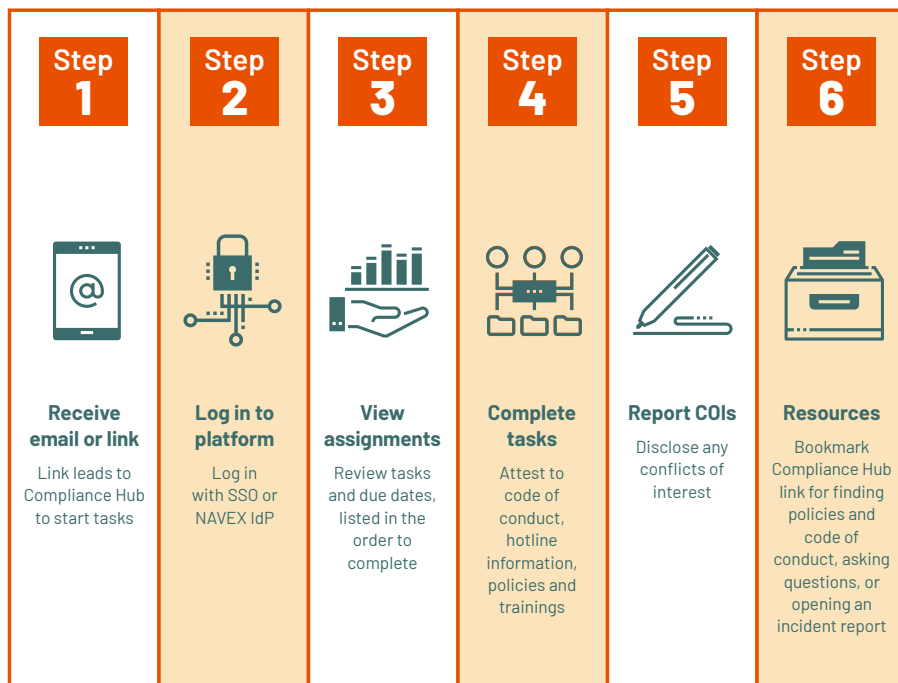 Step
1
Receive
email or link
Link leads to
Compliance Hub
to start tasks
Step
2
Log in to
platform
Log in
with SSO or
NAVEX IdP
Step
3
View
assignments
Review tasks
and due dates,
listed in the
order to
complete
Step
4
Complete
tasks
Attest to
code of
conduct,
hotline
information,
policies and
trainings
Step
5
Report COIs
Disclose any
conflicts of
interest
Step
6
Resources
Bookmark
Compliance Hub
link for finding
policies and
code of
conduct, asking
questions, or
opening an
incident report